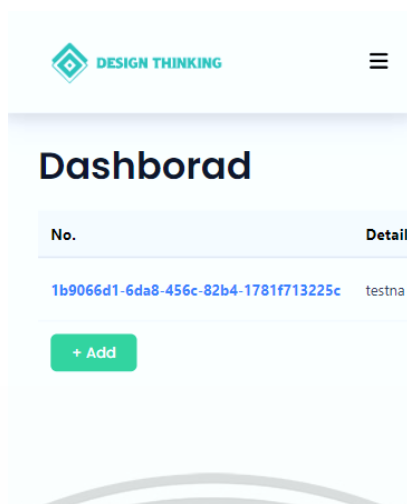 DESIGN THINKING
Dashborad
No. Detail
1b9066d1-6da8-456c-82b4-1781f713225c testna
+ Add